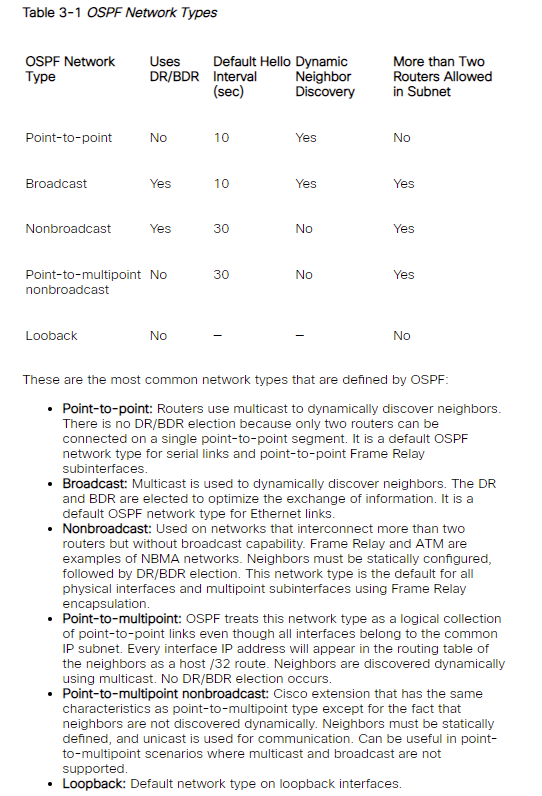 Table 3-1 OSPF Network Types
OSPF Network Type Uses DR/BDR Default Hello Interval (sec) Dynamic Neighbor Discovery More than Two Routers Allowed in Subnet
Point-to-point No 10 Yes No
Broadcast Yes 10 Yes Yes
Nonbroadcast Yes 30 No Yes
Point-to-multipoint nonbroadcast No 30 No Yes
Looback No — — No
These are the most common network types that are defined by OSPF:
• Point-to-point: Routers use multicast to dynamically discover neighbors.
There is no DR/BDR election because only two routers can be
connected on a single point-to-point segment. It is a default OSPF
network type for serial links and point-to-point Frame Relay
subinterfaces.
• Broadcast: Multicast is used to dynamically discover neighbors. The DR
and BDR are elected to optimize the exchange of information. It is a
default OSPF network type for Ethernet links.
• Nonbroadcast: Used on networks that interconnect more than two
routers but without broadcast capability. Frame Relay and ATM are
examples of NBMA networks. Neighbors must be statically configured,
followed by DR/BDR election. This network type is the default for all
physical interfaces and multipoint subinterfaces using Frame Relay
encapsulation.
• Point-to-multipoint: OSPF treats this network type as a logical collection
of point-to-point links even though all interfaces belong to the common
IP subnet. Every interface IP address will appear in the routing table of
the neighbors as a host /32 route. Neighbors are discovered dynamically
using multicast. No DR/BDR election occurs.
• Point-to-multipoint nonbroadcast: Cisco extension that has the same
characteristics as point-to-multipoint type except for the fact that
neighbors are not discovered dynamically. Neighbors must be statically
defined, and unicast is used for communication. Can be useful in point-
to-multipoint scenarios where multicast and broadcast are not
supported.
• Loopback: Default network type on loopback interfaces.